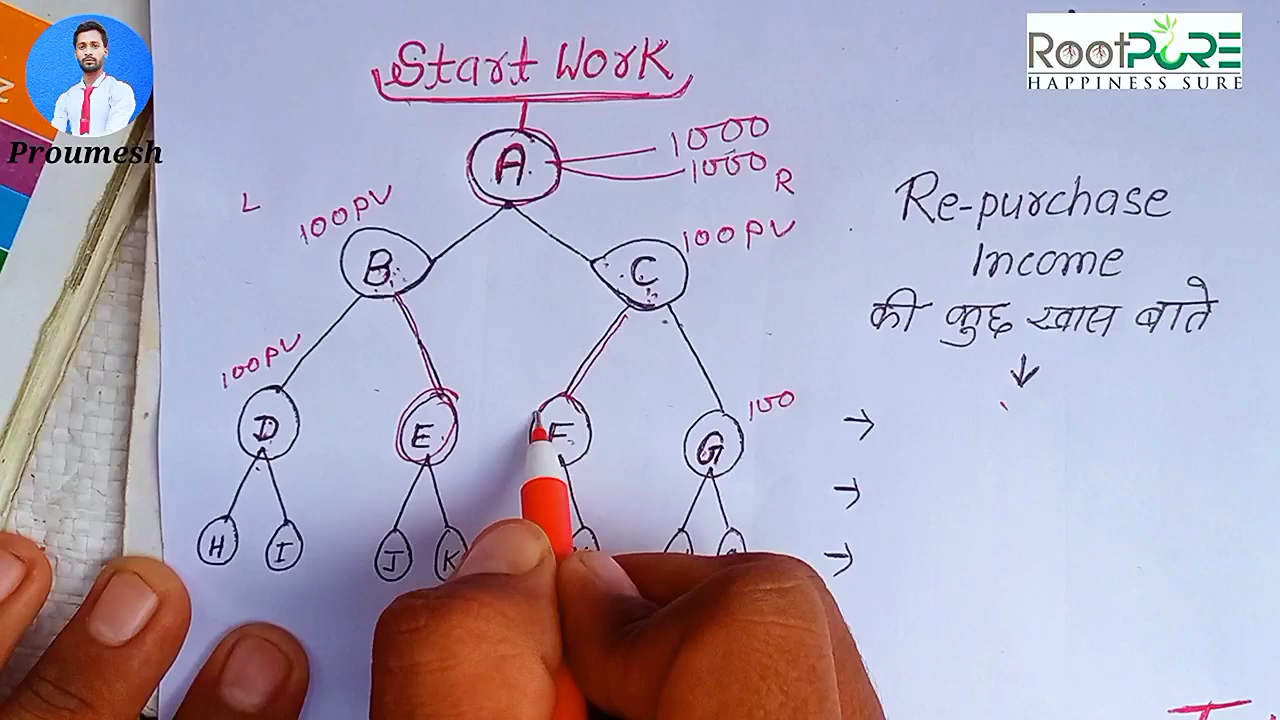 Start Work
RootPURE
HAPPINESS SURE
Proumesh
A
1000
1000
R
L
100PV
B
C
100PV
Re-purchase
Income
की कुछ खास बाते
100PV
D
E
F
G
100
H
I
J
K